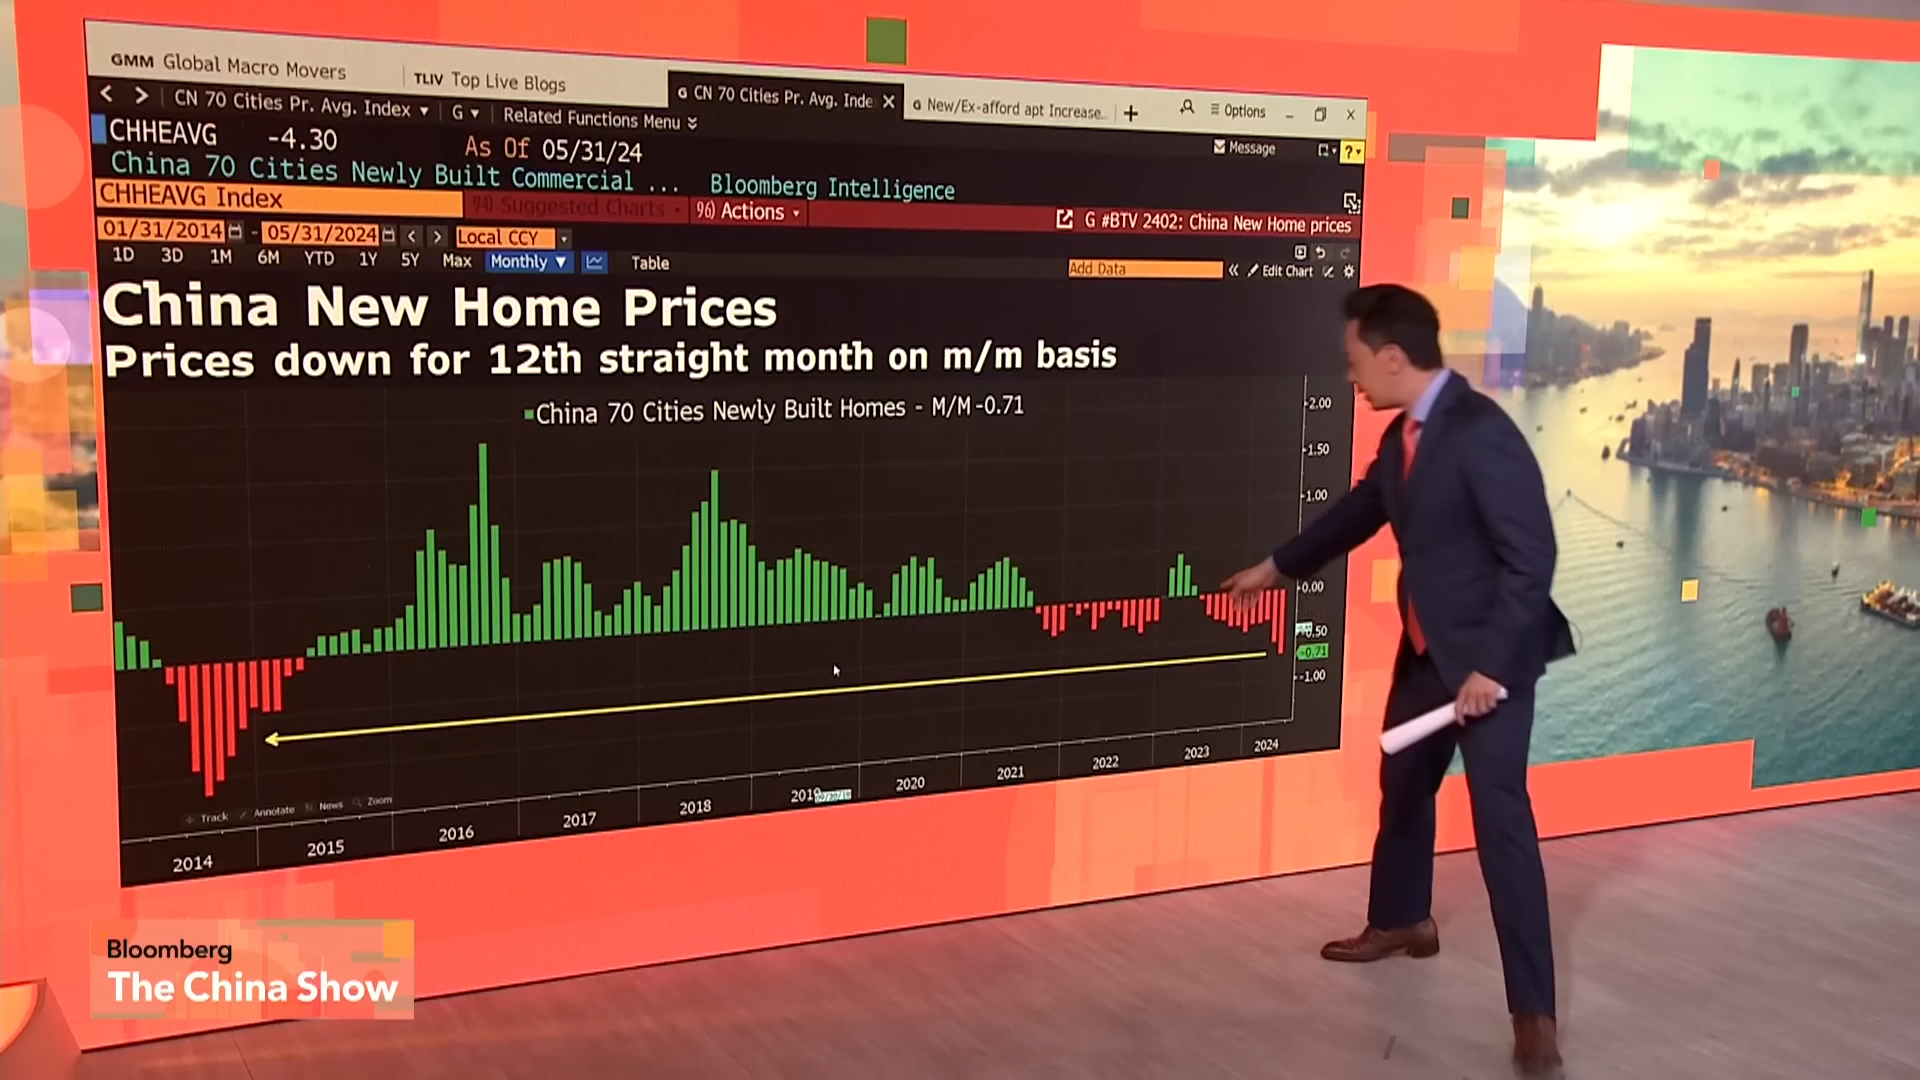 GMM Global Macro Movers
TLIV Top Live Blogs
G CN 70 Cities Pr. Avg. Inde ✕
G New/Ex-afford apt Increase..
+
Options
< > CN 70 Cities Pr. Avg. Index ▾ G ▾ Related Functions Menu
CHHEAVG -4.30 As Of 05/31/24
Message
?
China 70 Cities Newly Built Commercial ... Bloomberg Intelligence
CHHEAVG Index 94) Suggested Charts 96) Actions G #BTV 2402: China New Home prices
01/31/2014 - 05/31/2024 < > Local CCY
1D 3D 1M 6M YTD 1Y 5Y Max Monthly ▼ Table Add Data « Edit Chart
China New Home Prices
Prices down for 12th straight month on m/m basis
China 70 Cities Newly Built Homes - M/M -0.71
2.00
1.50
1.00
0.00
-0.71
-1.00
Track Annotate News Zoom
2014 2015 2016 2017 2018 2019 2020 2021 2022 2023 2024
Bloomberg
The China Show